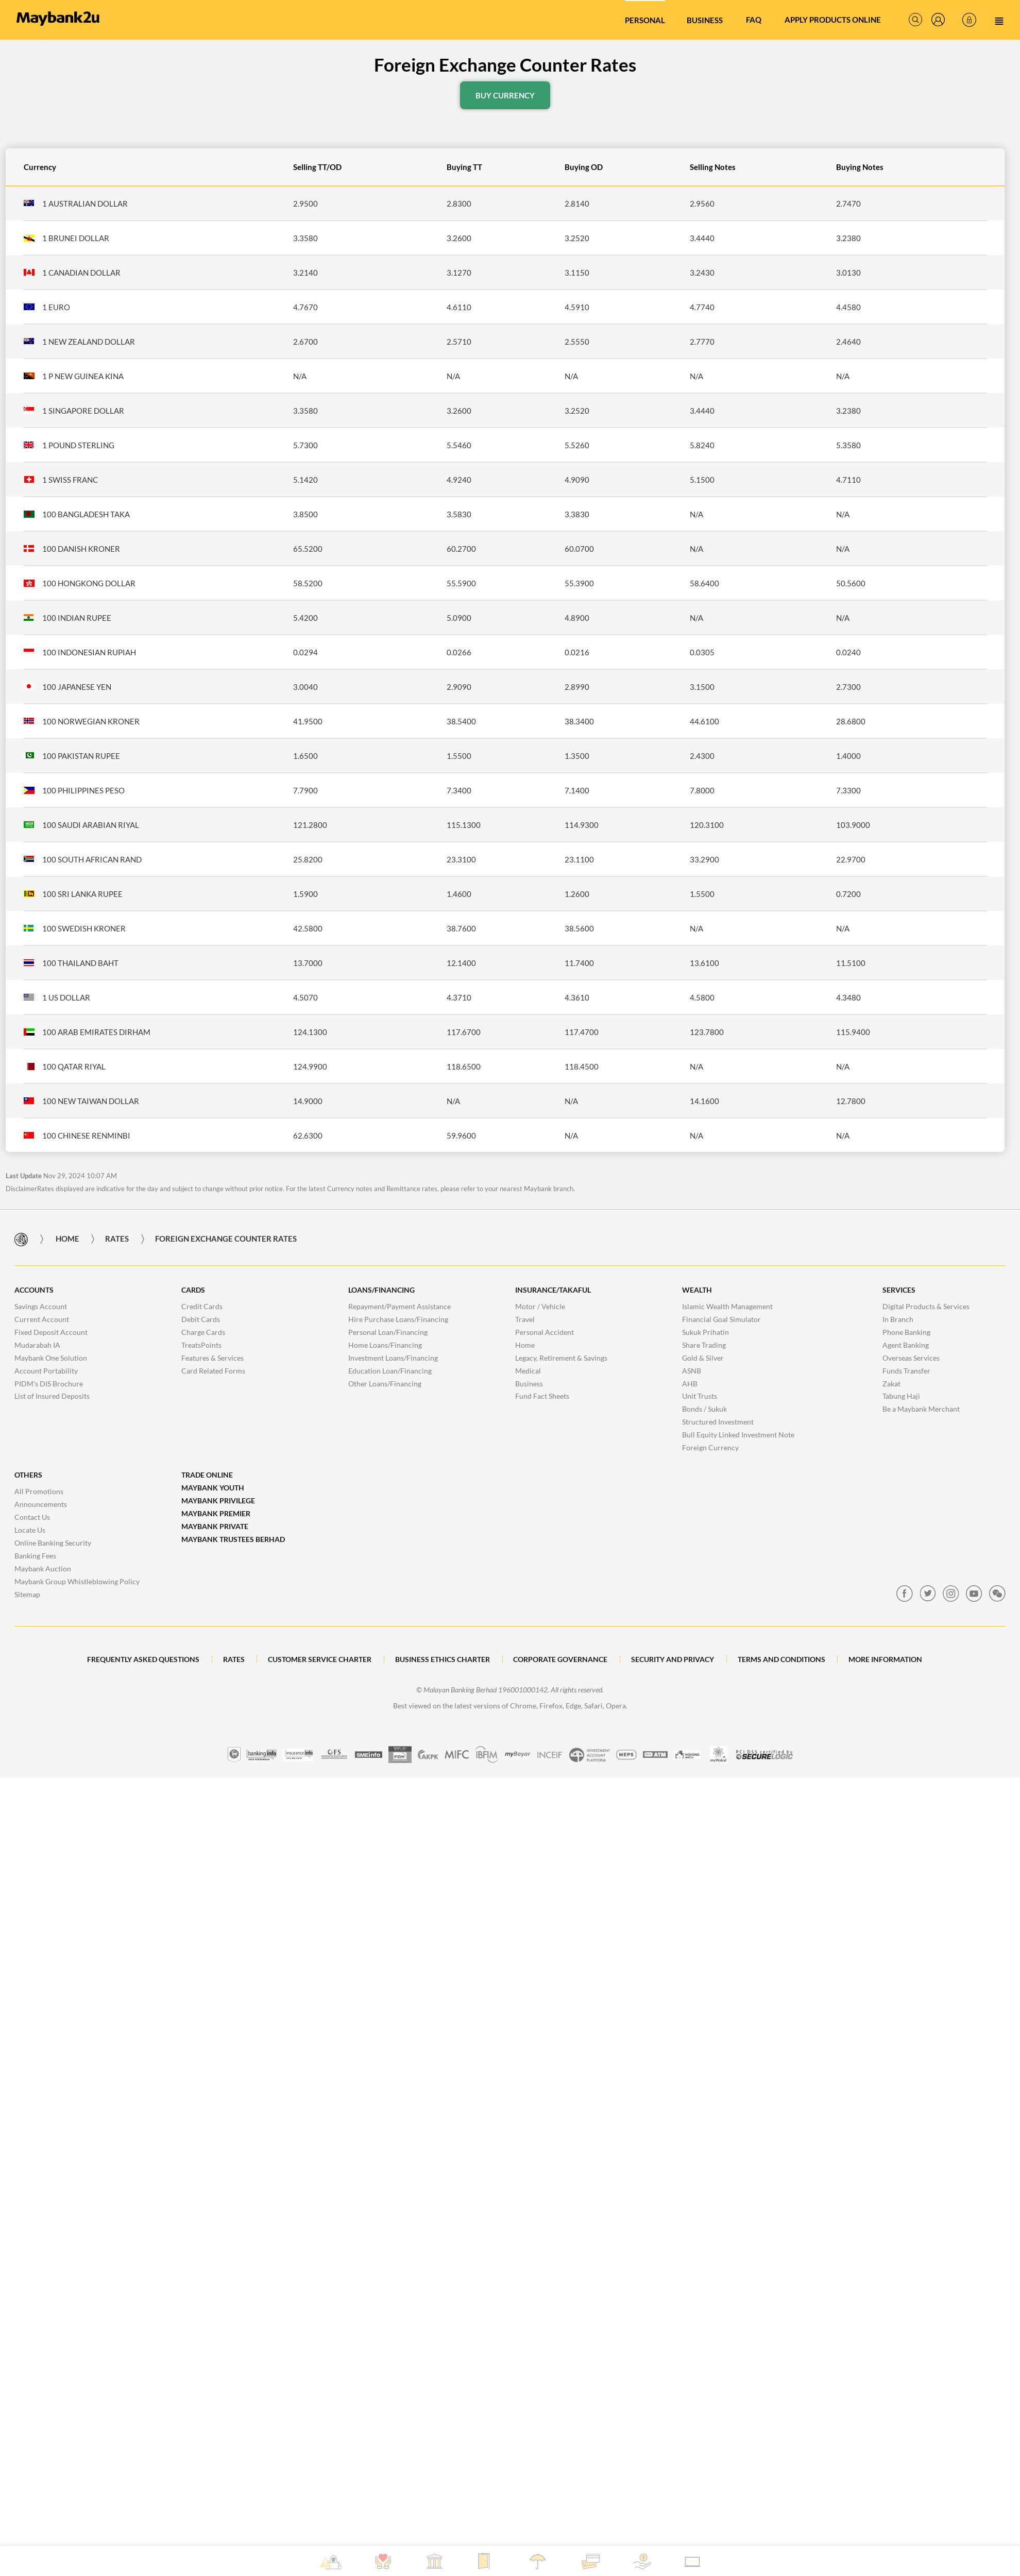 Maybank2u
PERSONAL BUSINESS FAQ APPLY PRODUCTS ONLINE
Foreign Exchange Counter Rates
BUY CURRENCY
Currency Selling TT/OD Buying TT Buying OD Selling Notes Buying Notes
1 AUSTRALIAN DOLLAR 2.9500 2.8300 2.8140 2.9560 2.7470
1 BRUNEI DOLLAR 3.3580 3.2600 3.2520 3.4440 3.2380
1 CANADIAN DOLLAR 3.2140 3.1270 3.1150 3.2430 3.0130
1 EURO 4.7670 4.6110 4.5910 4.7740 4.4580
1 NEW ZEALAND DOLLAR 2.6700 2.5710 2.5550 2.7770 2.4640
1 P NEW GUINEA KINA N/A N/A N/A N/A N/A
1 SINGAPORE DOLLAR 3.3580 3.2600 3.2520 3.4440 3.2380
1 POUND STERLING 5.7300 5.5460 5.5260 5.8240 5.3580
1 SWISS FRANC 5.1420 4.9240 4.9090 5.1500 4.7110
100 BANGLADESH TAKA 3.8500 3.5830 3.3830 N/A N/A
100 DANISH KRONER 65.5200 60.2700 60.0700 N/A N/A
100 HONGKONG DOLLAR 58.5200 55.5900 55.3900 58.6400 50.5600
100 INDIAN RUPEE 5.4200 5.0900 4.8900 N/A N/A
100 INDONESIAN RUPIAH 0.0294 0.0266 0.0216 0.0305 0.0240
100 JAPANESE YEN 3.0040 2.9090 2.8990 3.1500 2.7300
100 NORWEGIAN KRONER 41.9500 38.5400 38.3400 44.6100 28.6800
100 PAKISTAN RUPEE 1.6500 1.5500 1.3500 2.4300 1.4000
100 PHILIPPINES PESO 7.7900 7.3400 7.1400 7.8000 7.3300
100 SAUDI ARABIAN RIYAL 121.2800 115.1300 114.9300 120.3100 103.9000
100 SOUTH AFRICAN RAND 25.8200 23.3100 23.1100 33.2900 22.9700
100 SRI LANKA RUPEE 1.5900 1.4600 1.2600 1.5500 0.7200
100 SWEDISH KRONER 42.5800 38.7600 38.5600 N/A N/A
100 THAILAND BAHT 13.7000 12.1400 11.7400 13.6100 11.5100
1 US DOLLAR 4.5070 4.3710 4.3610 4.5800 4.3480
100 ARAB EMIRATES DIRHAM 124.1300 117.6700 117.4700 123.7800 115.9400
100 QATAR RIYAL 124.9900 118.6500 118.4500 N/A N/A
100 NEW TAIWAN DOLLAR 14.9000 N/A N/A 14.1600 12.7800
100 CHINESE RENMINBI 62.6300 59.9600 N/A N/A N/A
Last Update Nov 29, 2024 10:07 AM
DisclaimerRates displayed are indicative for the day and subject to change without prior notice. For the latest Currency notes and Remittance rates, please refer to your nearest Maybank branch.
HOME RATES FOREIGN EXCHANGE COUNTER RATES
ACCOUNTS
Savings Account
Current Account
Fixed Deposit Account
Mudarabah IA
Maybank One Solution
Account Portability
PIDM's DIS Brochure
List of Insured Deposits
CARDS
Credit Cards
Debit Cards
Charge Cards
TreatsPoints
Features & Services
Card Related Forms
LOANS/FINANCING
Repayment/Payment Assistance
Hire Purchase Loans/Financing
Personal Loan/Financing
Home Loans/Financing
Investment Loans/Financing
Education Loan/Financing
Other Loans/Financing
INSURANCE/TAKAFUL
Motor / Vehicle
Travel
Personal Accident
Home
Legacy, Retirement & Savings
Medical
Business
Fund Fact Sheets
WEALTH
Islamic Wealth Management
Financial Goal Simulator
Sukuk Prihatin
Share Trading
Gold & Silver
ASNB
AHB
Unit Trusts
Bonds / Sukuk
Structured Investment
Bull Equity Linked Investment Note
Foreign Currency
SERVICES
Digital Products & Services
In Branch
Phone Banking
Agent Banking
Overseas Services
Funds Transfer
Zakat
Tabung Haji
Be a Maybank Merchant
OTHERS
All Promotions
Announcements
Contact Us
Locate Us
Online Banking Security
Banking Fees
Maybank Auction
Maybank Group Whistleblowing Policy
Sitemap
TRADE ONLINE
MAYBANK YOUTH
MAYBANK PRIVILEGE
MAYBANK PREMIER
MAYBANK PRIVATE
MAYBANK TRUSTEES BERHAD
FREQUENTLY ASKED QUESTIONS RATES CUSTOMER SERVICE CHARTER BUSINESS ETHICS CHARTER CORPORATE GOVERNANCE SECURITY AND PRIVACY TERMS AND CONDITIONS MORE INFORMATION
© Malayan Banking Berhad 196001000142, All rights reserved.
Best viewed on the latest versions of Chrome, Firefox, Edge, Safari, Opera.
bankinginfo insuranceinfo OFS SMEinfo PIDM AKPK MIFC IBFIM myBayar INCEIF INVESTMENT ACCOUNT PLATFORM MEPS ATM SECURELOGIC